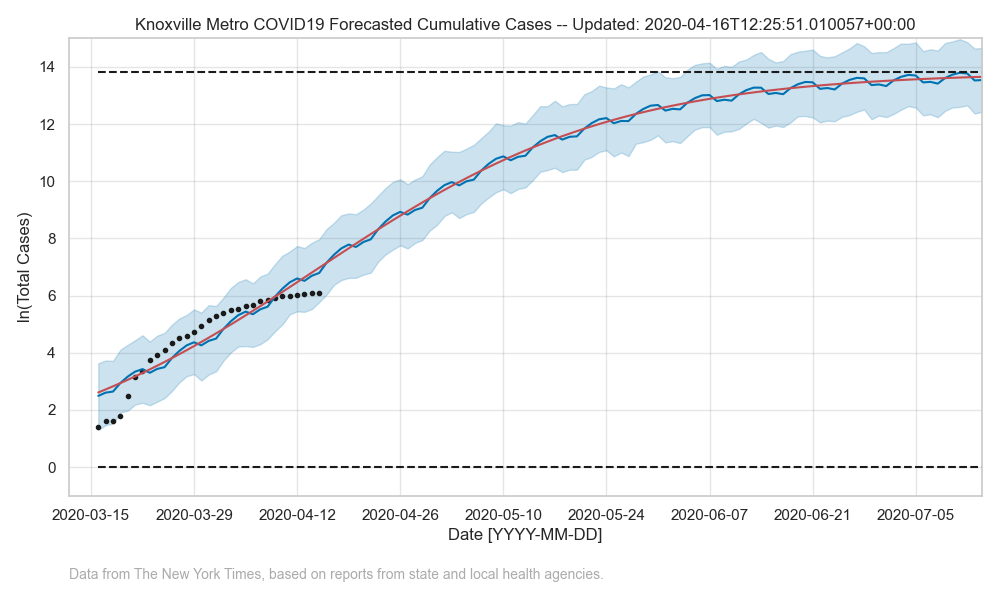 Knoxville Metro COVID19 Forecasted Cumulative Cases -- Updated: 2020-04-16T12:25:51.010057+00:00
14
12
10
8
6
4
2
0
ln(Total Cases)
2020-03-15 2020-03-29 2020-04-12 2020-04-26 2020-05-10 2020-05-24 2020-06-07 2020-06-21 2020-07-05
Date [YYYY-MM-DD]
Data from The New York Times, based on reports from state and local health agencies.